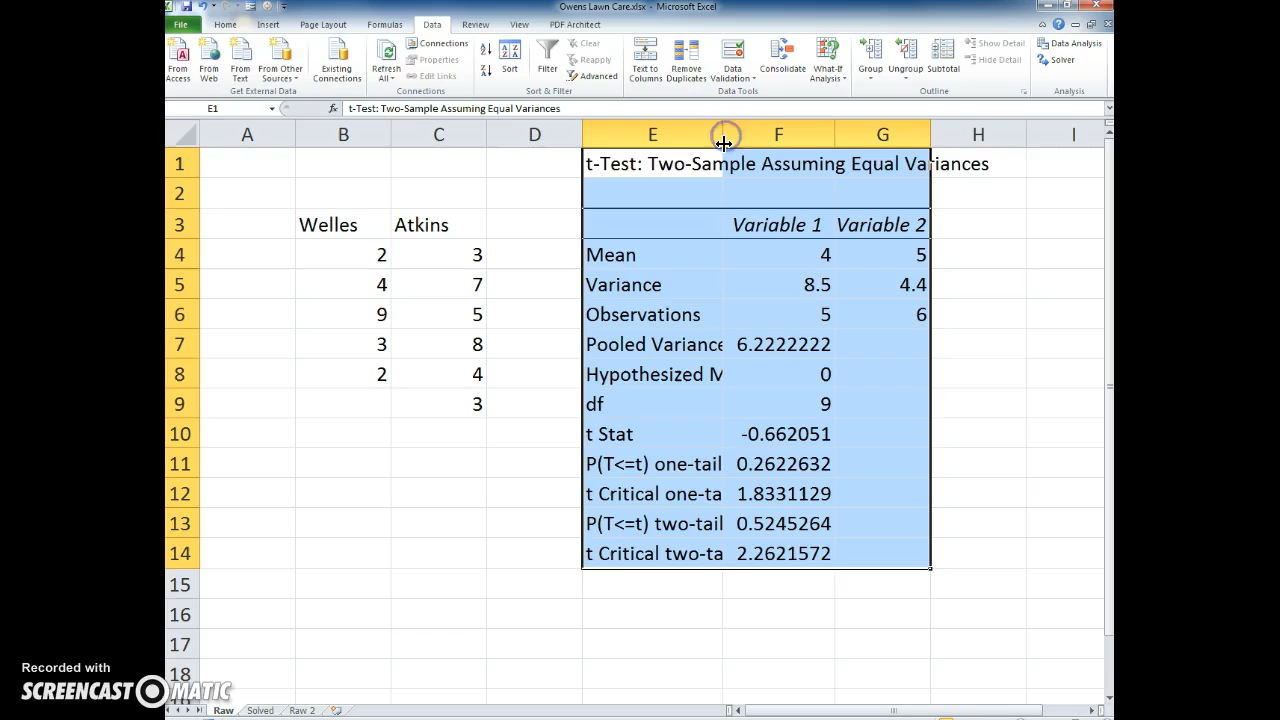 Owens Lawn Care.xlsx - Microsoft Excel
File Home Insert Page Layout Formulas Data Review View PDF Architect
From Access
From Web
From Text
From Other Sources
Existing Connections
Get External Data
Refresh All
Connections
Properties
Edit Links
Connections
Sort
Filter
Clear
Reapply
Advanced
Sort & Filter
Text to Columns
Remove Duplicates
Data Validation
Consolidate
What-If Analysis
Data Tools
Group
Ungroup
Subtotal
Show Detail
Hide Detail
Outline
Data Analysis
Solver
Analysis
E1 fx t-Test: Two-Sample Assuming Equal Variances
A B C D E F G H I
1 t-Test: Two-Sample Assuming Equal Variances
2
3 Welles Atkins Variable 1 Variable 2
4 2 3 Mean 4 5
5 4 7 Variance 8.5 4.4
6 9 5 Observations 5 6
7 3 8 Pooled Variance 6.2222222
8 2 4 Hypothesized M 0
9 3 df 9
10 t Stat -0.662051
11 P(T<=t) one-tail 0.2622632
12 t Critical one-ta 1.8331129
13 P(T<=t) two-tail 0.5245264
14 t Critical two-ta 2.2621572
15
16
17
18
Raw Solved Raw 2
Recorded with
SCREENCAST MATIC